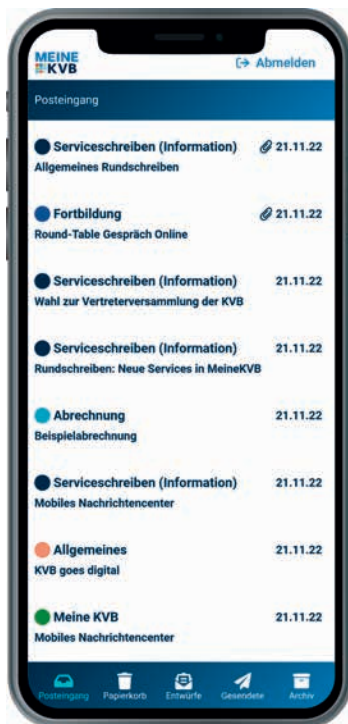 MEINE
KVB
Abmelden
Posteingang
Serviceschreiben (Information) 21.11.22
Allgemeines Rundschreiben
Fortbildung 21.11.22
Round-Table Gespräch Online
Serviceschreiben (Information) 21.11.22
Wahl zur Vertreterversammlung der KVB
Serviceschreiben (Information) 21.11.22
Rundschreiben: Neue Services in MeineKVB
Abrechnung 21.11.22
Beispielabrechnung
Serviceschreiben (Information) 21.11.22
Mobiles Nachrichtencenter
Allgemeines 21.11.22
KVB goes digital
Meine KVB 21.11.22
Mobiles Nachrichtencenter
Posteingang Papierkorb Entwürfe Gesendete Archiv